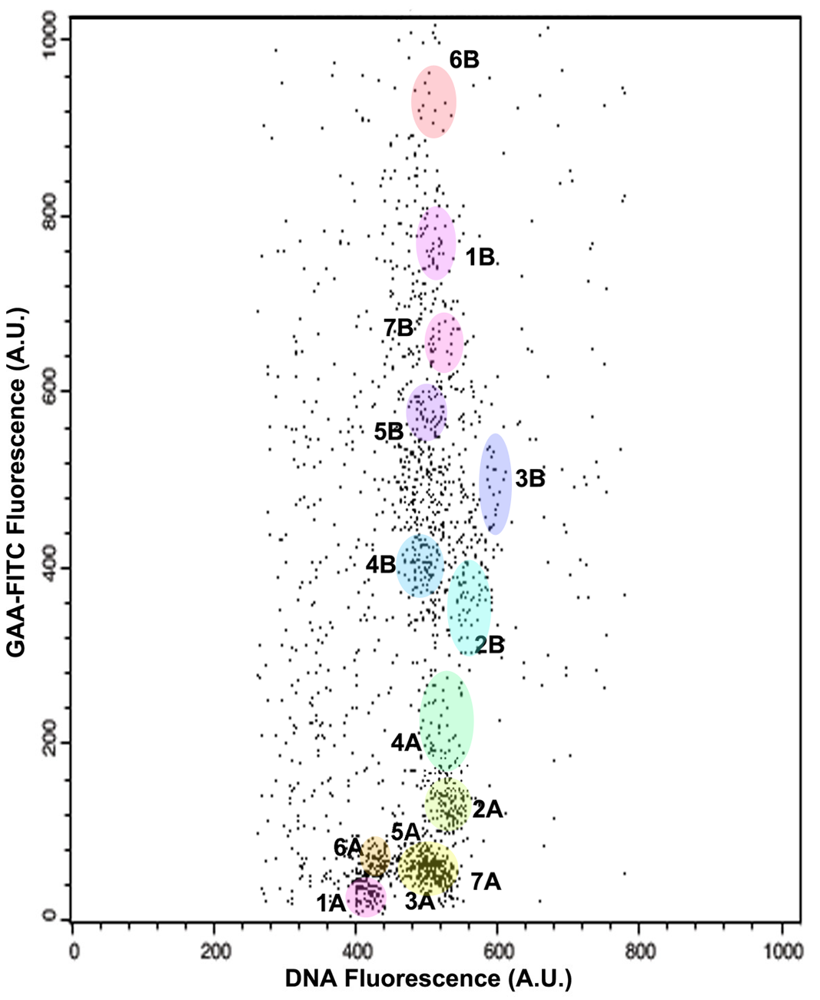 1000
800
600
400
200
0
GAA-FITC Fluorescence (A.U.)
6B
1B
7B
5B
3B
4B
2B
4A
2A
5A
6A
7A
3A
1A
0 200 400 600 800 1000
DNA Fluorescence (A.U.)